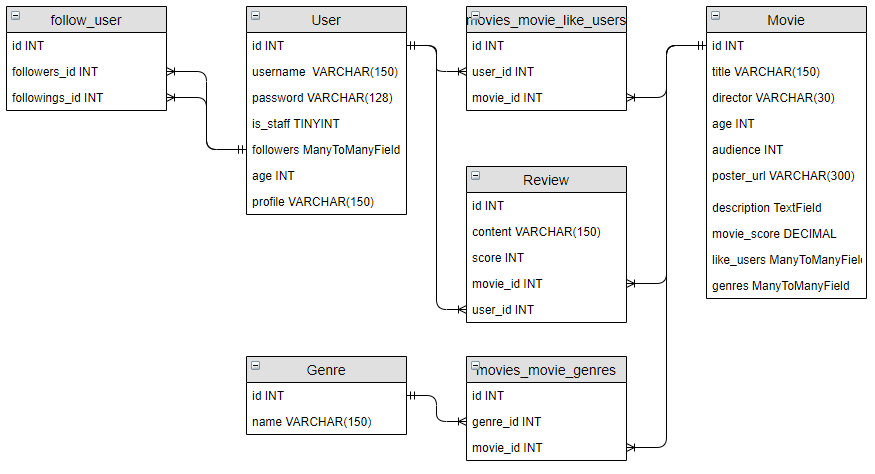 follow_user
id INT
followers_id INT
followings_id INT
User
id INT
username VARCHAR(150)
password VARCHAR(128)
is_staff TINYINT
followers ManyToManyField
age INT
profile VARCHAR(150)
movies_movie_like_users
id INT
user_id INT
movie_id INT
Movie
id INT
title VARCHAR(150)
director VARCHAR(30)
age INT
audience INT
poster_url VARCHAR(300)
description TextField
movie_score DECIMAL
like_users ManyToManyField
genres ManyToManyField
Review
id INT
content VARCHAR(150)
score INT
movie_id INT
user_id INT
Genre
id INT
name VARCHAR(150)
movies_movie_genres
id INT
genre_id INT
movie_id INT